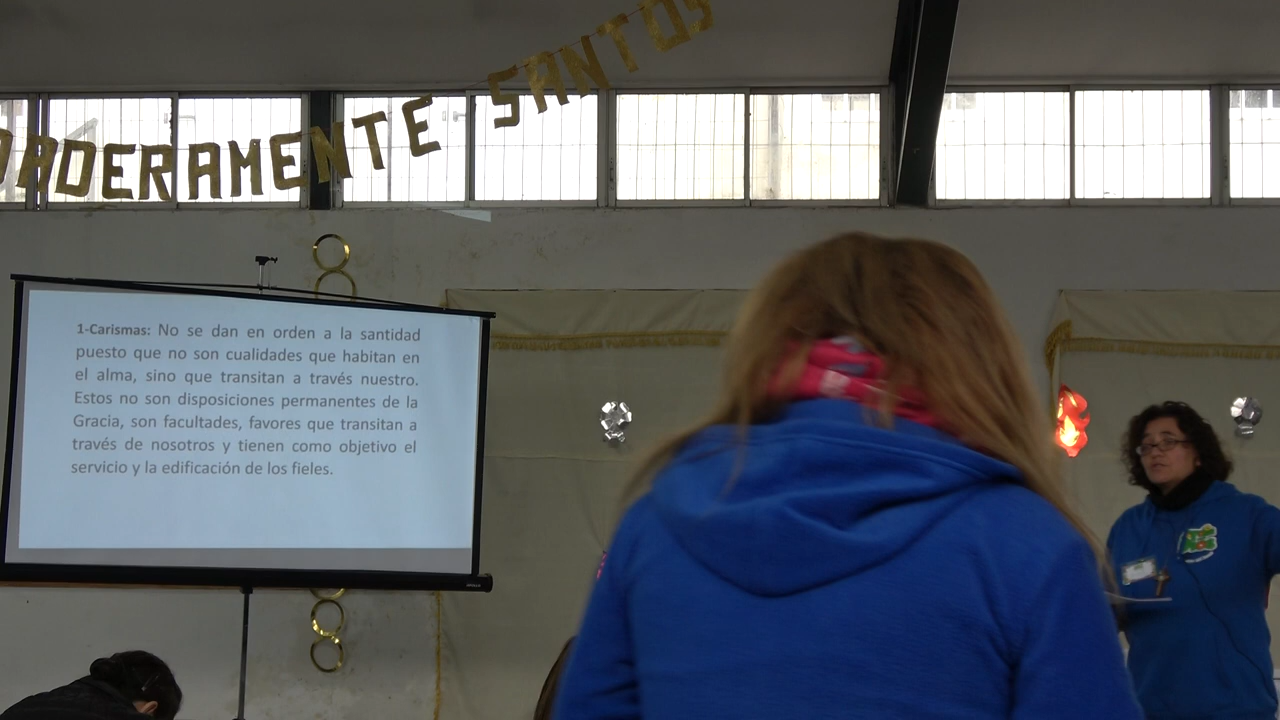 ADERAMENTE SANTOS
1-Carismas: No se dan en orden a la santidad
puesto que no son cualidades que habitan en
el alma, sino que transitan a través nuestro.
Estos no son disposiciones permanentes de la
Gracia, son facultades, favores que transitan a
través de nosotros y tienen como objetivo el
servicio y la edificación de los fieles.